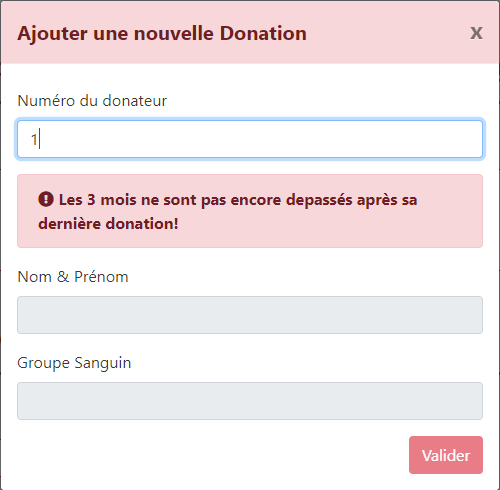 Ajouter une nouvelle Donation
x
Numéro du donateur
1
Les 3 mois ne sont pas encore depassés après sa
dernière donation!
Nom & Prénom
Groupe Sanguin
Valider